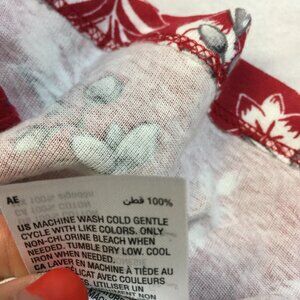 AE 100% قطن
US MACHINE WASH COLD GENTLE
CYCLE WITH LIKE COLORS. ONLY
NON-CHLORINE BLEACH WHEN
NEEDED. TUMBLE DRY LOW. COOL
IRON WHEN NEEDED.
CA LAVER EN MACHINE À TIÈDE AU
DÉLICAT AVEC COULEURS